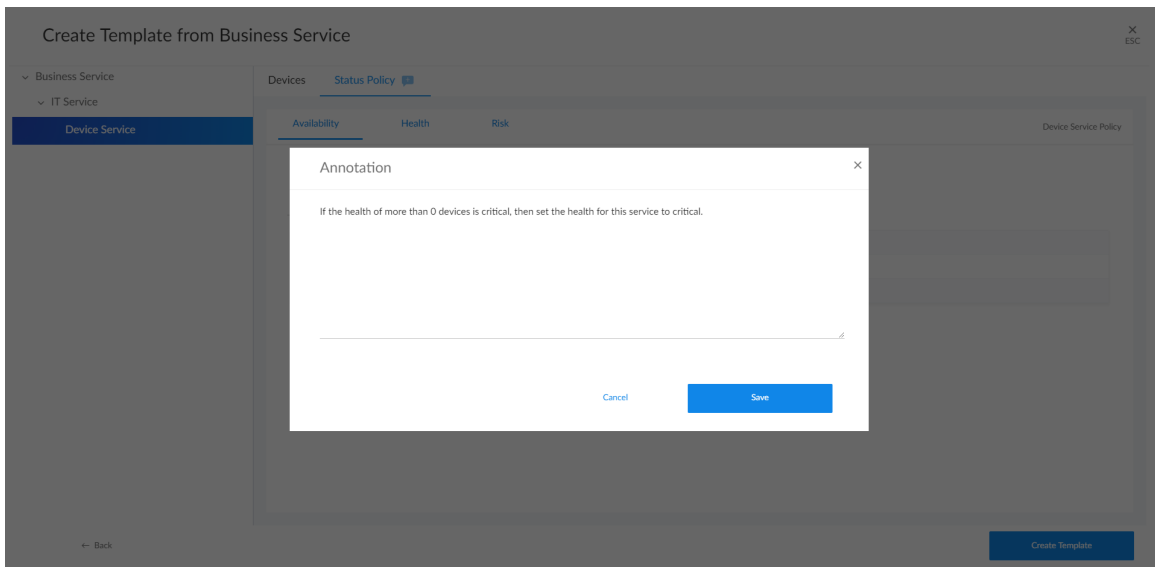 Create Template from Business Service
ESC
Business Service
IT Service
Device Service
Devices
Status Policy
Availability
Health
Risk
Device Service Policy
Annotation
If the health of more than 0 devices is critical, then set the health for this service to critical.
Cancel
Save
← Back
Create Template